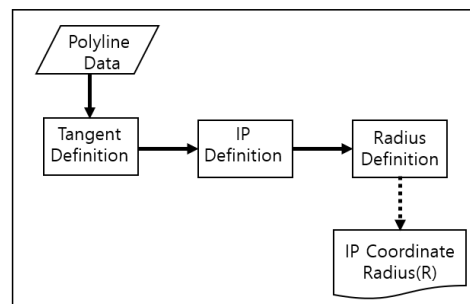 Polyline
Data
Tangent
Definition
IP
Definition
Radius
Definition
IP Coordinate
Radius(R)